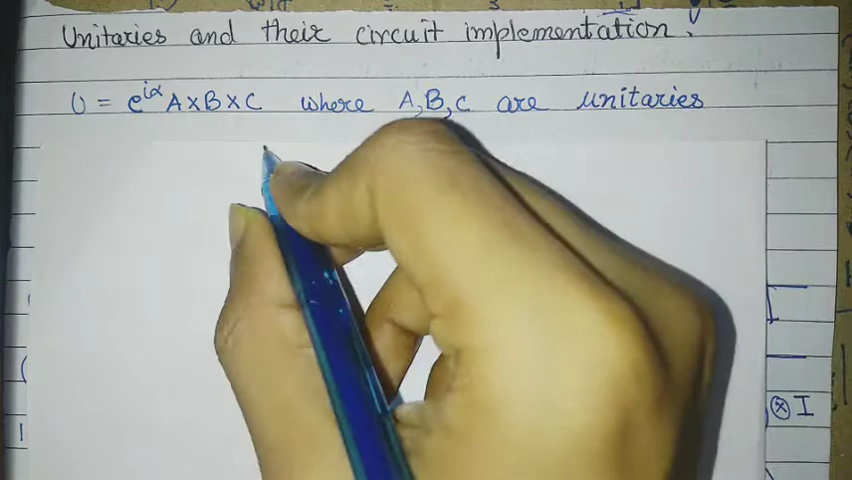 Unitaries and their circuit implementation!
U = e^{iα} A X B X C where A, B, C are unitaries
⊗ I